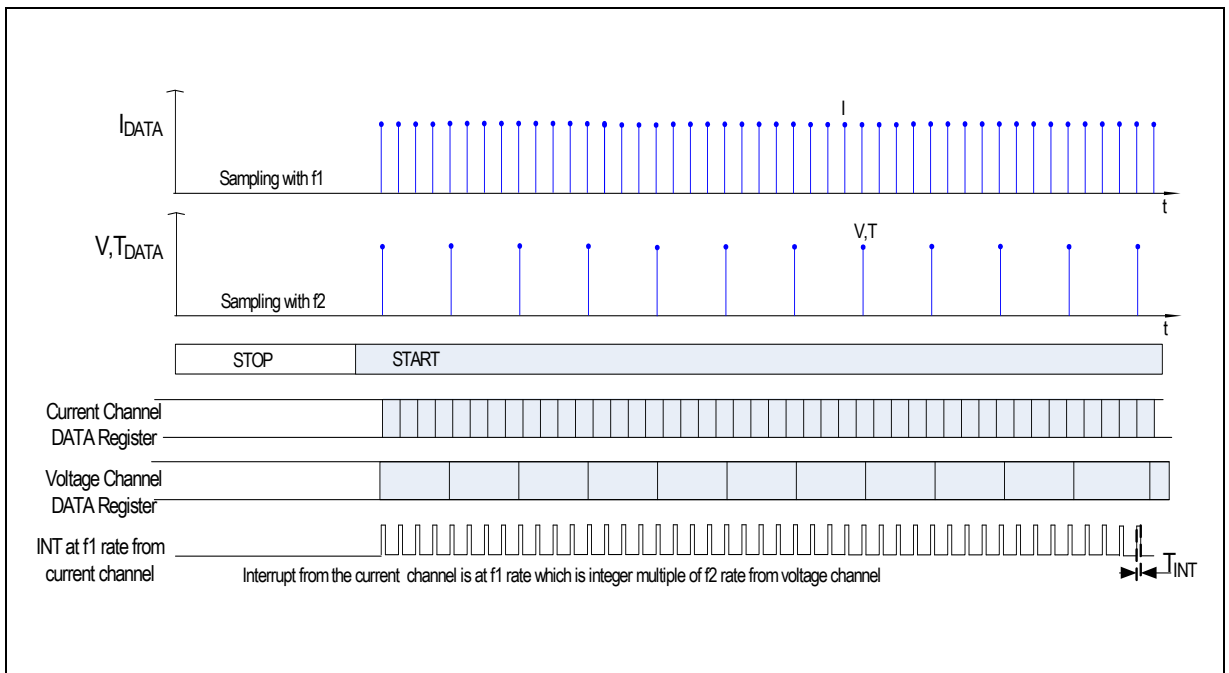 I
IDATA
Sampling with f1
t
V,T
V,TDATA
Sampling with f2
t
STOP
START
Current Channel
DATA Register
Voltage Channel
DATA Register
INT at f1 rate from
current channel
Interrupt from the current channel is at f1 rate which is integer multiple of f2 rate from voltage channel
TINT